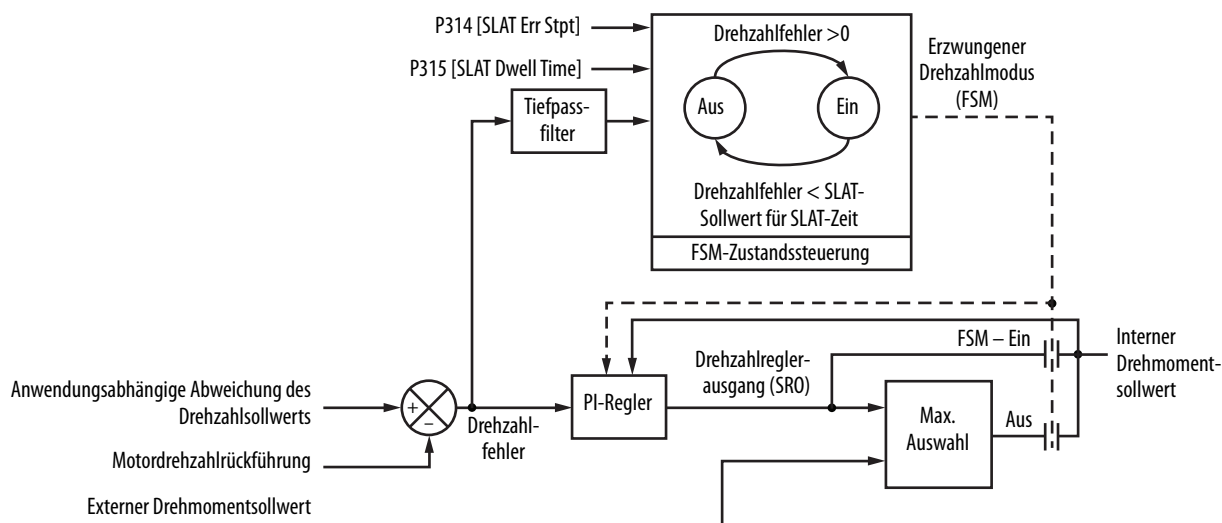 P314 [SLAT Err Stpt]
P315 [SLAT Dwell Time]
Tiefpass-
filter
Drehzahlfehler >0
Aus
Ein
Drehzahlfehler < SLAT-
Sollwert für SLAT-Zeit
FSM-Zustandssteuerung
Erzwungener
Drehzahlmodus
(FSM)
Anwendungsabhängige Abweichung des
Drehzahlsollwerts
Motordrehzahlrückführung
Externer Drehmomentsollwert
+
−
Drehzahl-
fehler
PI-Regler
Drehzahlregler-
ausgang (SRO)
FSM – Ein
Max.
Auswahl
Aus
Interner
Drehmoment-
sollwert